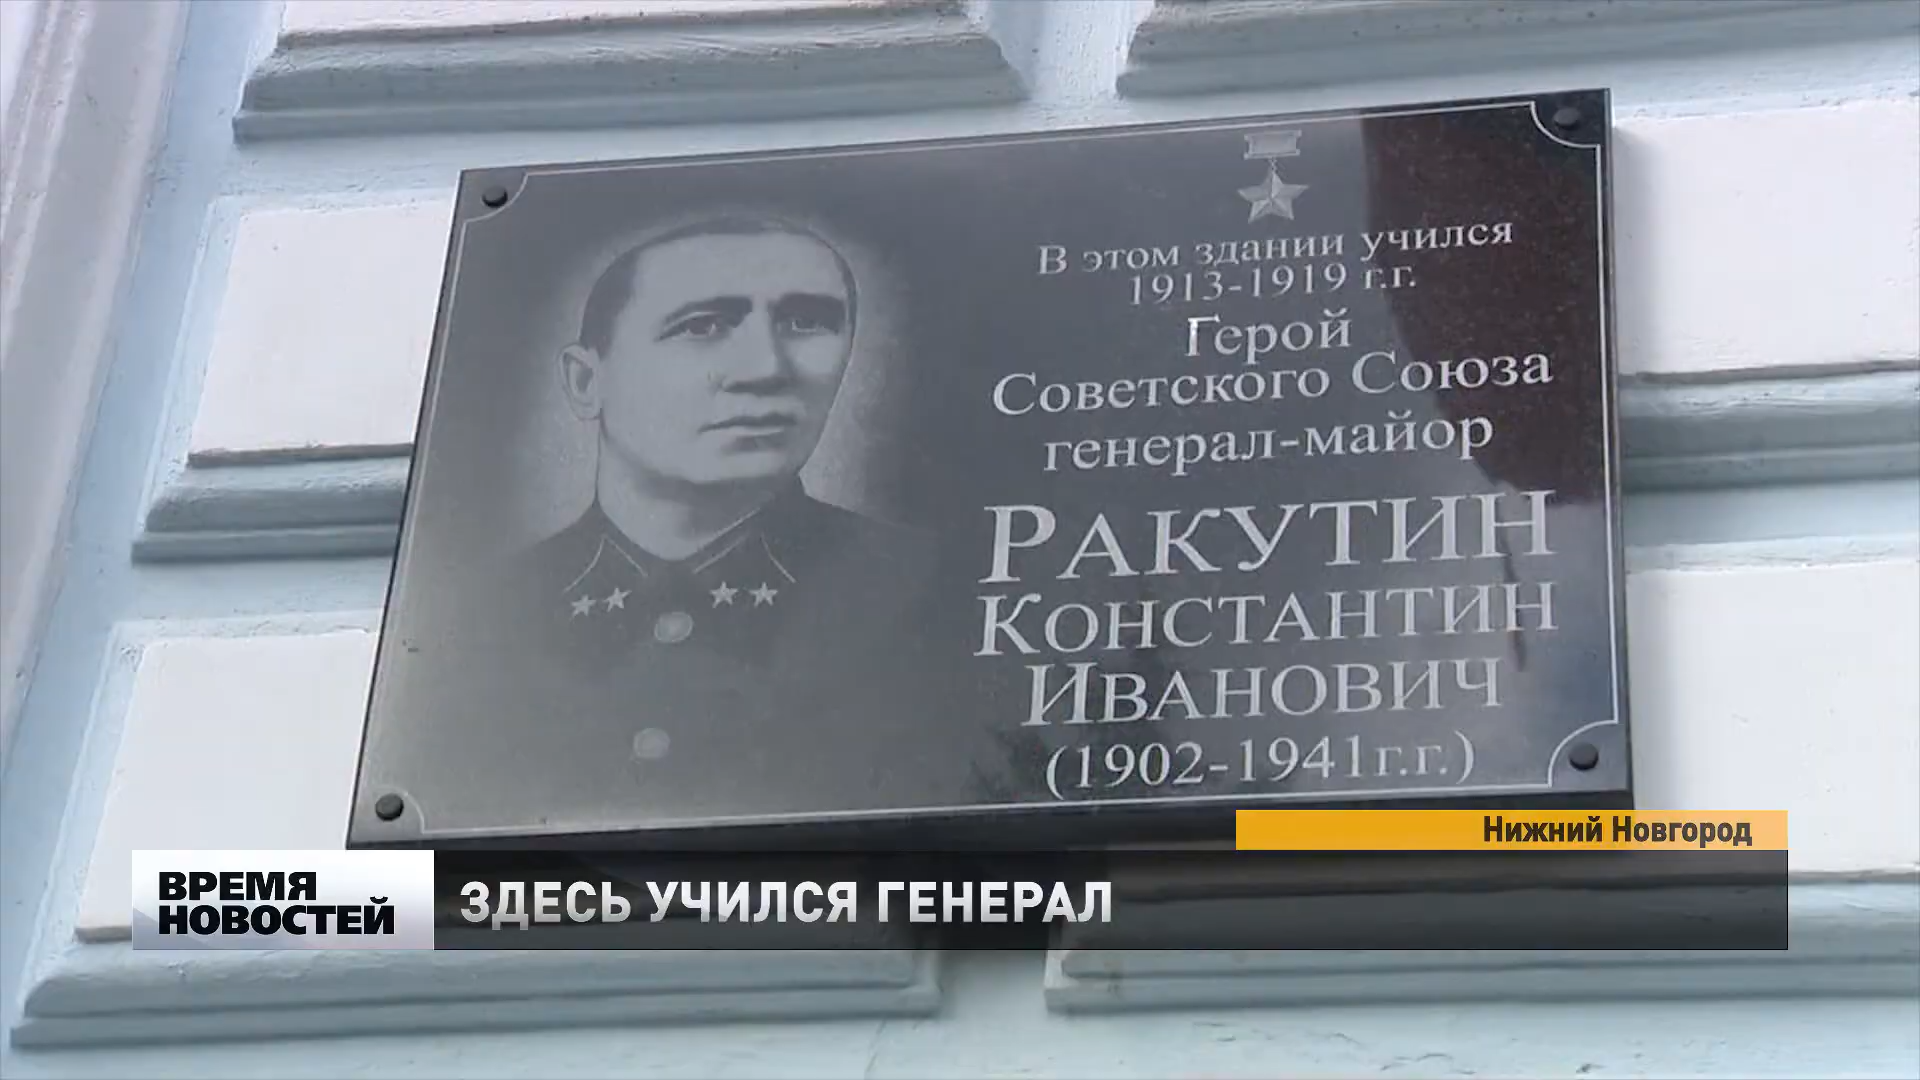 В этом здании учился
1913-1919 г.г.
Герой
Советского Союза
генерал-майор
РАКУТИН
КОНСТАНТИН
ИВАНОВИЧ
(1902-1941г.г.)
Нижний Новгород
ВРЕМЯ
НОВОСТЕЙ
ЗДЕСЬ УЧИЛСЯ ГЕНЕРАЛ